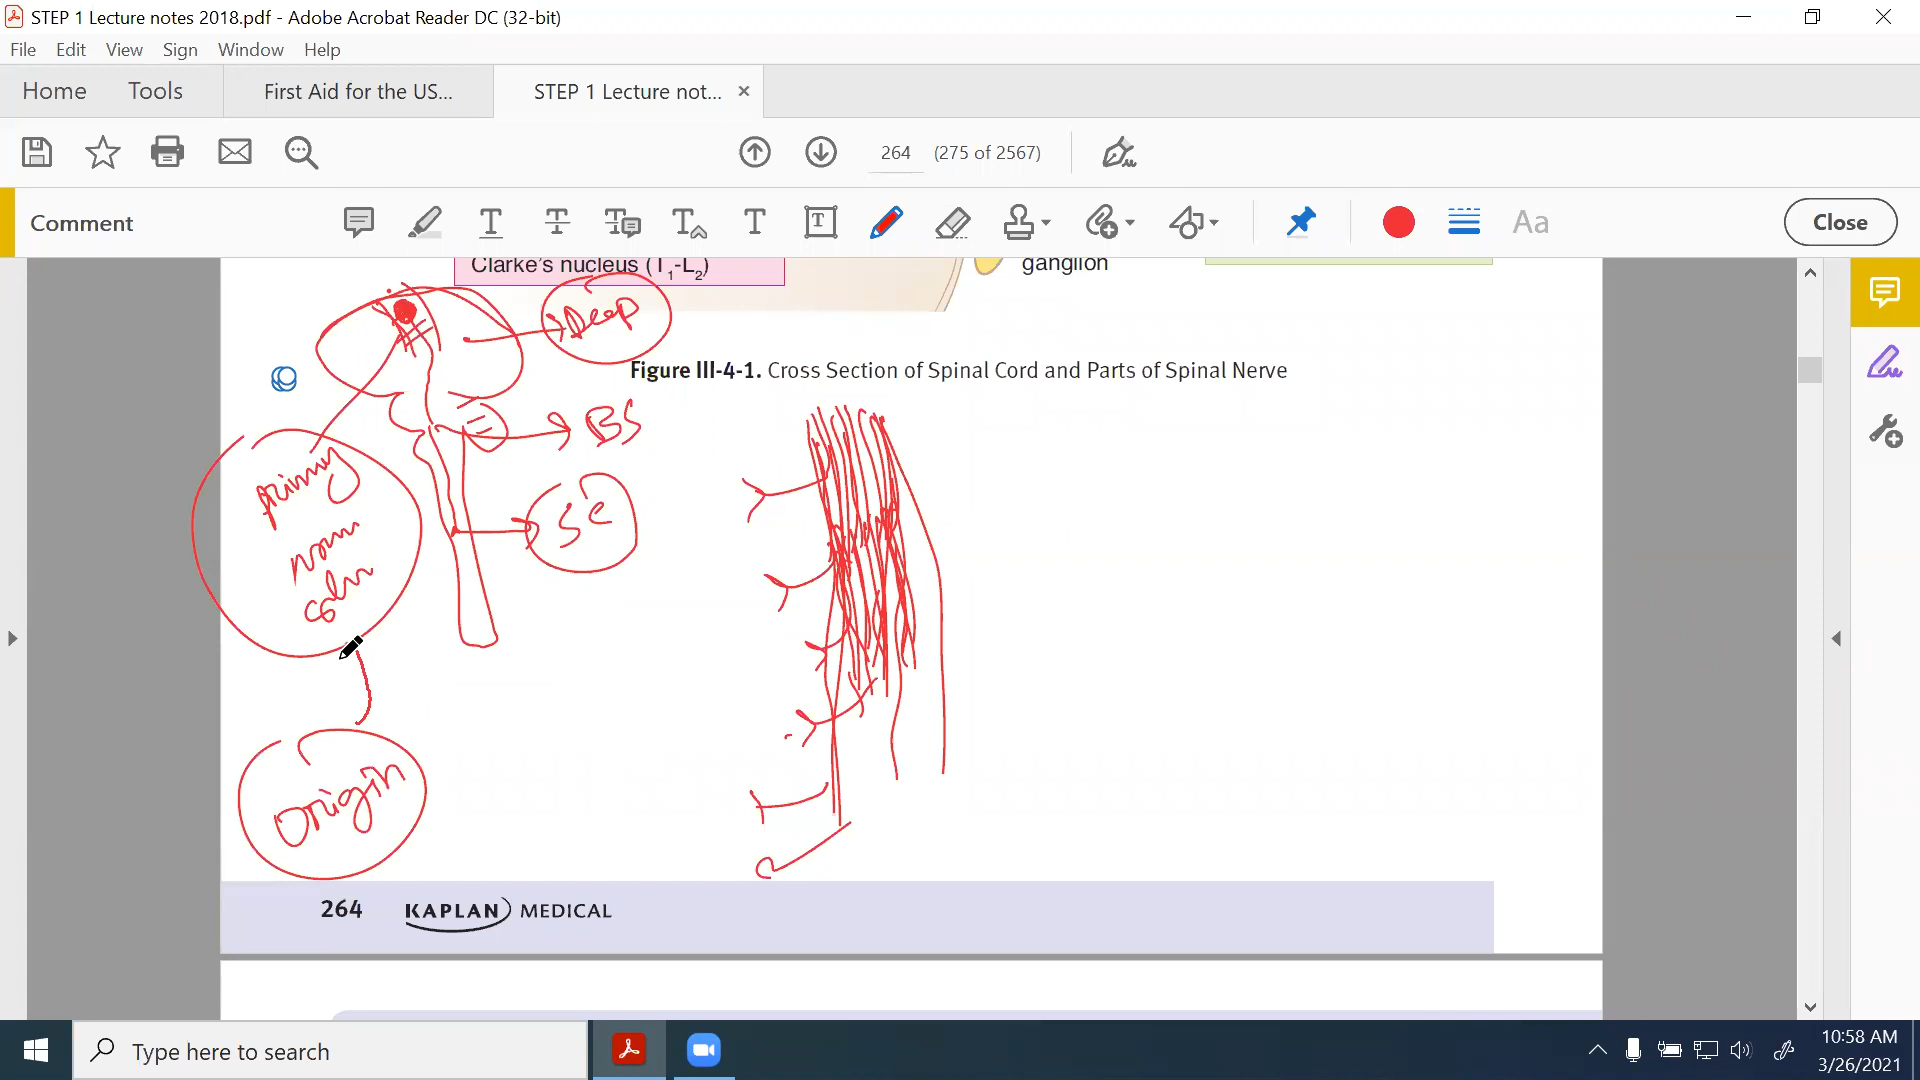 STEP 1 Lecture notes 2018.pdf - Adobe Acrobat Reader DC (32-bit)
File Edit View Sign Window Help
Home Tools First Aid for the US... STEP 1 Lecture not... ×
264 (275 of 2567)
Comment Aa Close
Clarke's nucleus (T1-L2)
ganglion
Deep
Figure III-4-1. Cross Section of Spinal Cord and Parts of Spinal Nerve
BS
primy
SC
origin
264 KAPLAN MEDICAL
Type here to search
10:58 AM
3/26/2021